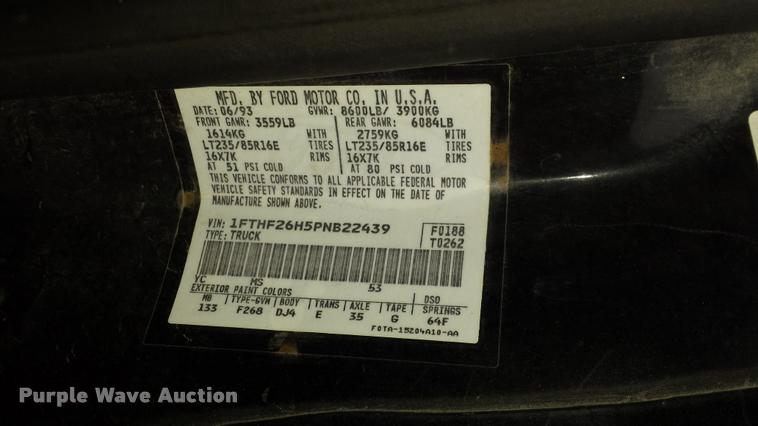 MFD. BY FORD MOTOR CO. IN U.S.A.
DATE: 06/93 GVWR: 8600LB/ 3900KG
FRONT GAWR: 3559LB REAR GAWR: 6084LB
1614KG WITH 2759KG WITH
LT235/85R16E TIRES LT235/85R16E TIRES
16X7K RIMS 16X7K RIMS
AT 51 PSI COLD AT 80 PSI COLD
THIS VEHICLE CONFORMS TO ALL APPLICABLE FEDERAL MOTOR
VEHICLE SAFETY STANDARDS IN EFFECT ON THE DATE OF
MANUFACTURE SHOWN ABOVE.
VIN: 1FTHF26H5PNB22439 F0188
TYPE: TRUCK T0262
YC MS 53
EXTERIOR PAINT COLORS DSO
WB TYPE-GVW BODY TRANS AXLE TAPE SPRINGS
133 F268 DJ4 E 35 G 64F
F0TA-15204A10-AA
Purple Wave Auction